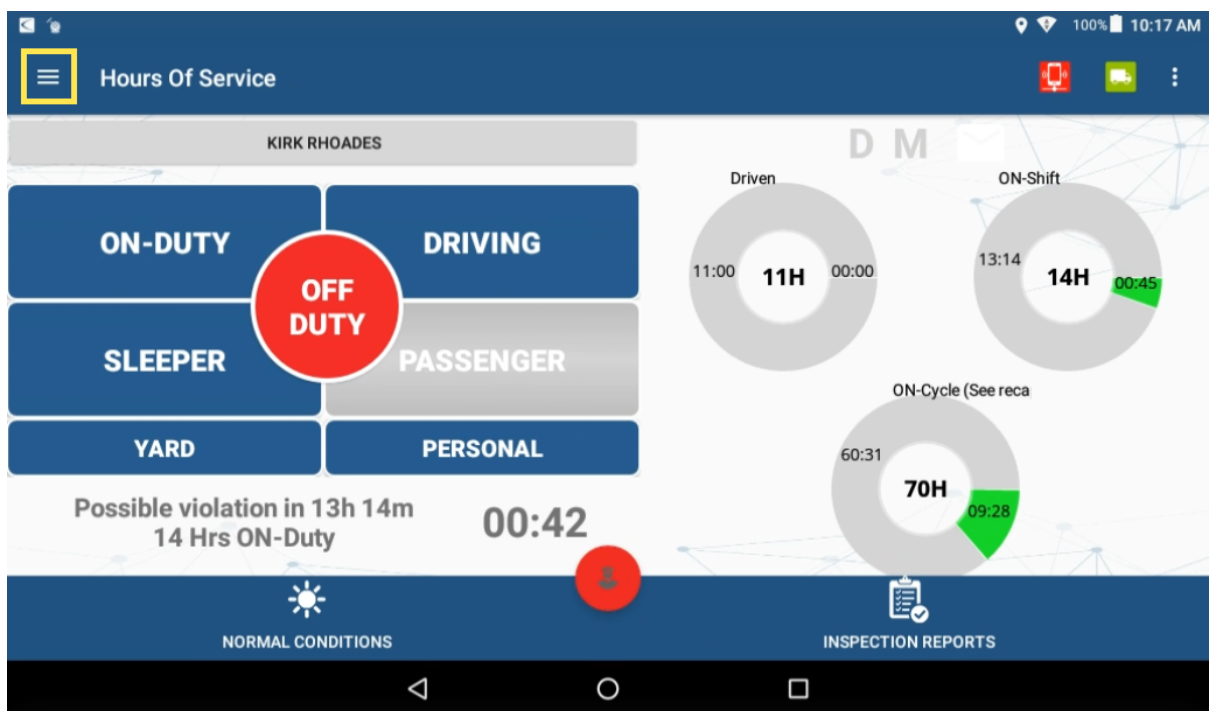 100% 10:17 AM
Hours Of Service
KIRK RHOADES
ON-DUTY
DRIVING
OFF
DUTY
SLEEPER
PASSENGER
YARD
PERSONAL
Possible violation in 13h 14m
14 Hrs ON-Duty
00:42
D M
Driven
11:00
11H
00:00
ON-Shift
13:14
14H
00:45
ON-Cycle (See reca
60:31
70H
09:28
NORMAL CONDITIONS
INSPECTION REPORTS